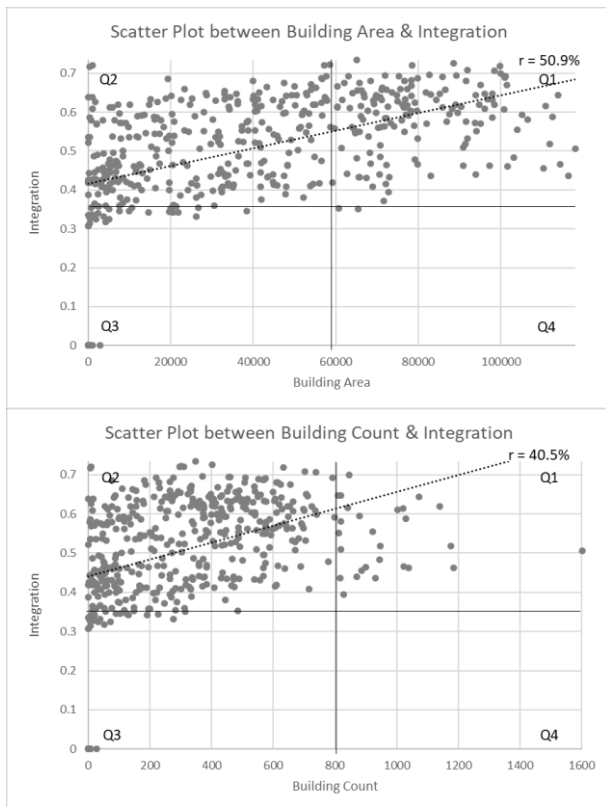 Scatter Plot between Building Area & Integration
r = 50.9%
Q2
Q1
0.7
0.6
0.5
0.4
0.3
0.2
0.1
0
Integration
Q3
Q4
0
20000
40000
60000
80000
100000
Building Area
Scatter Plot between Building Count & Integration
r = 40.5%
Q2
Q1
0.7
0.6
0.5
0.4
0.3
0.2
0.1
0
Integration
Q3
Q4
0
200
400
600
800
1000
1200
1400
1600
Building Count